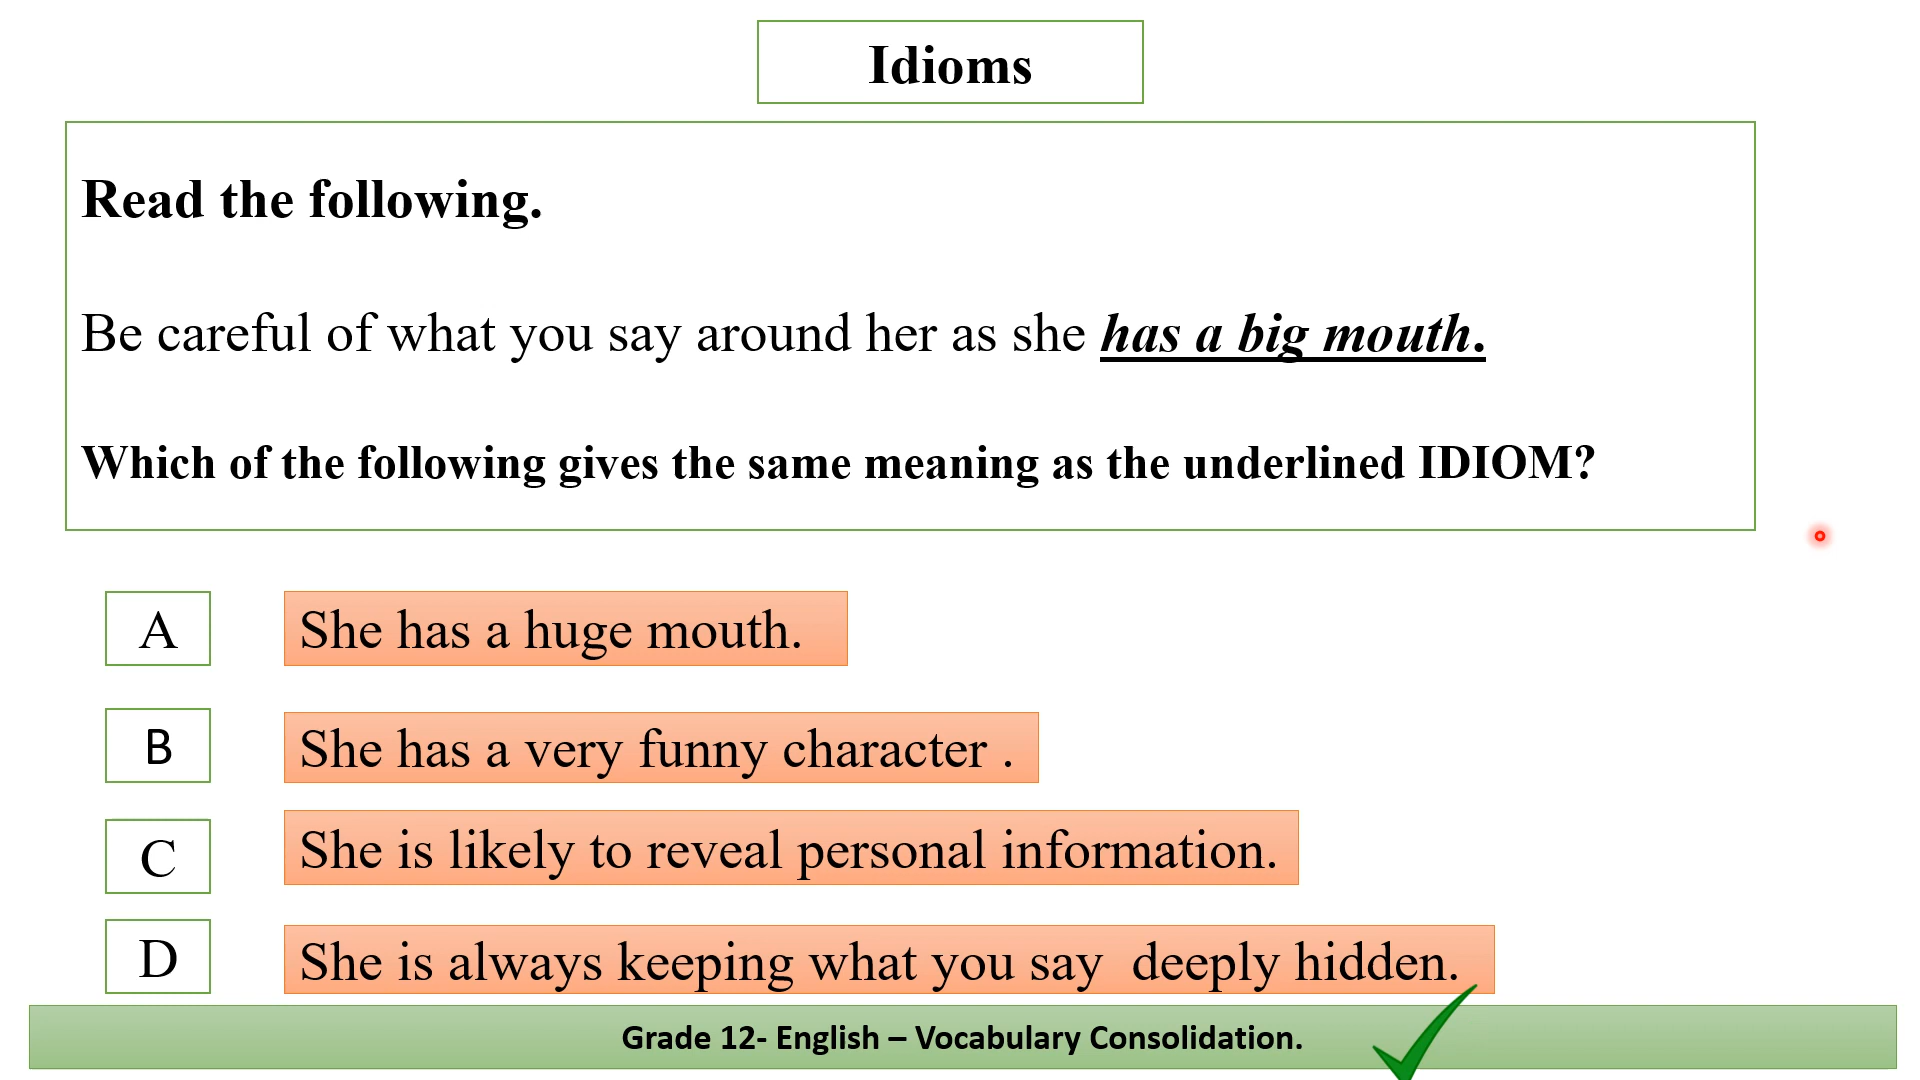 Idioms
Read the following.
Be careful of what you say around her as she has a big mouth.
Which of the following gives the same meaning as the underlined IDIOM?
A She has a huge mouth.
B She has a very funny character .
C She is likely to reveal personal information.
D She is always keeping what you say  deeply hidden.
Grade 12- English – Vocabulary Consolidation.